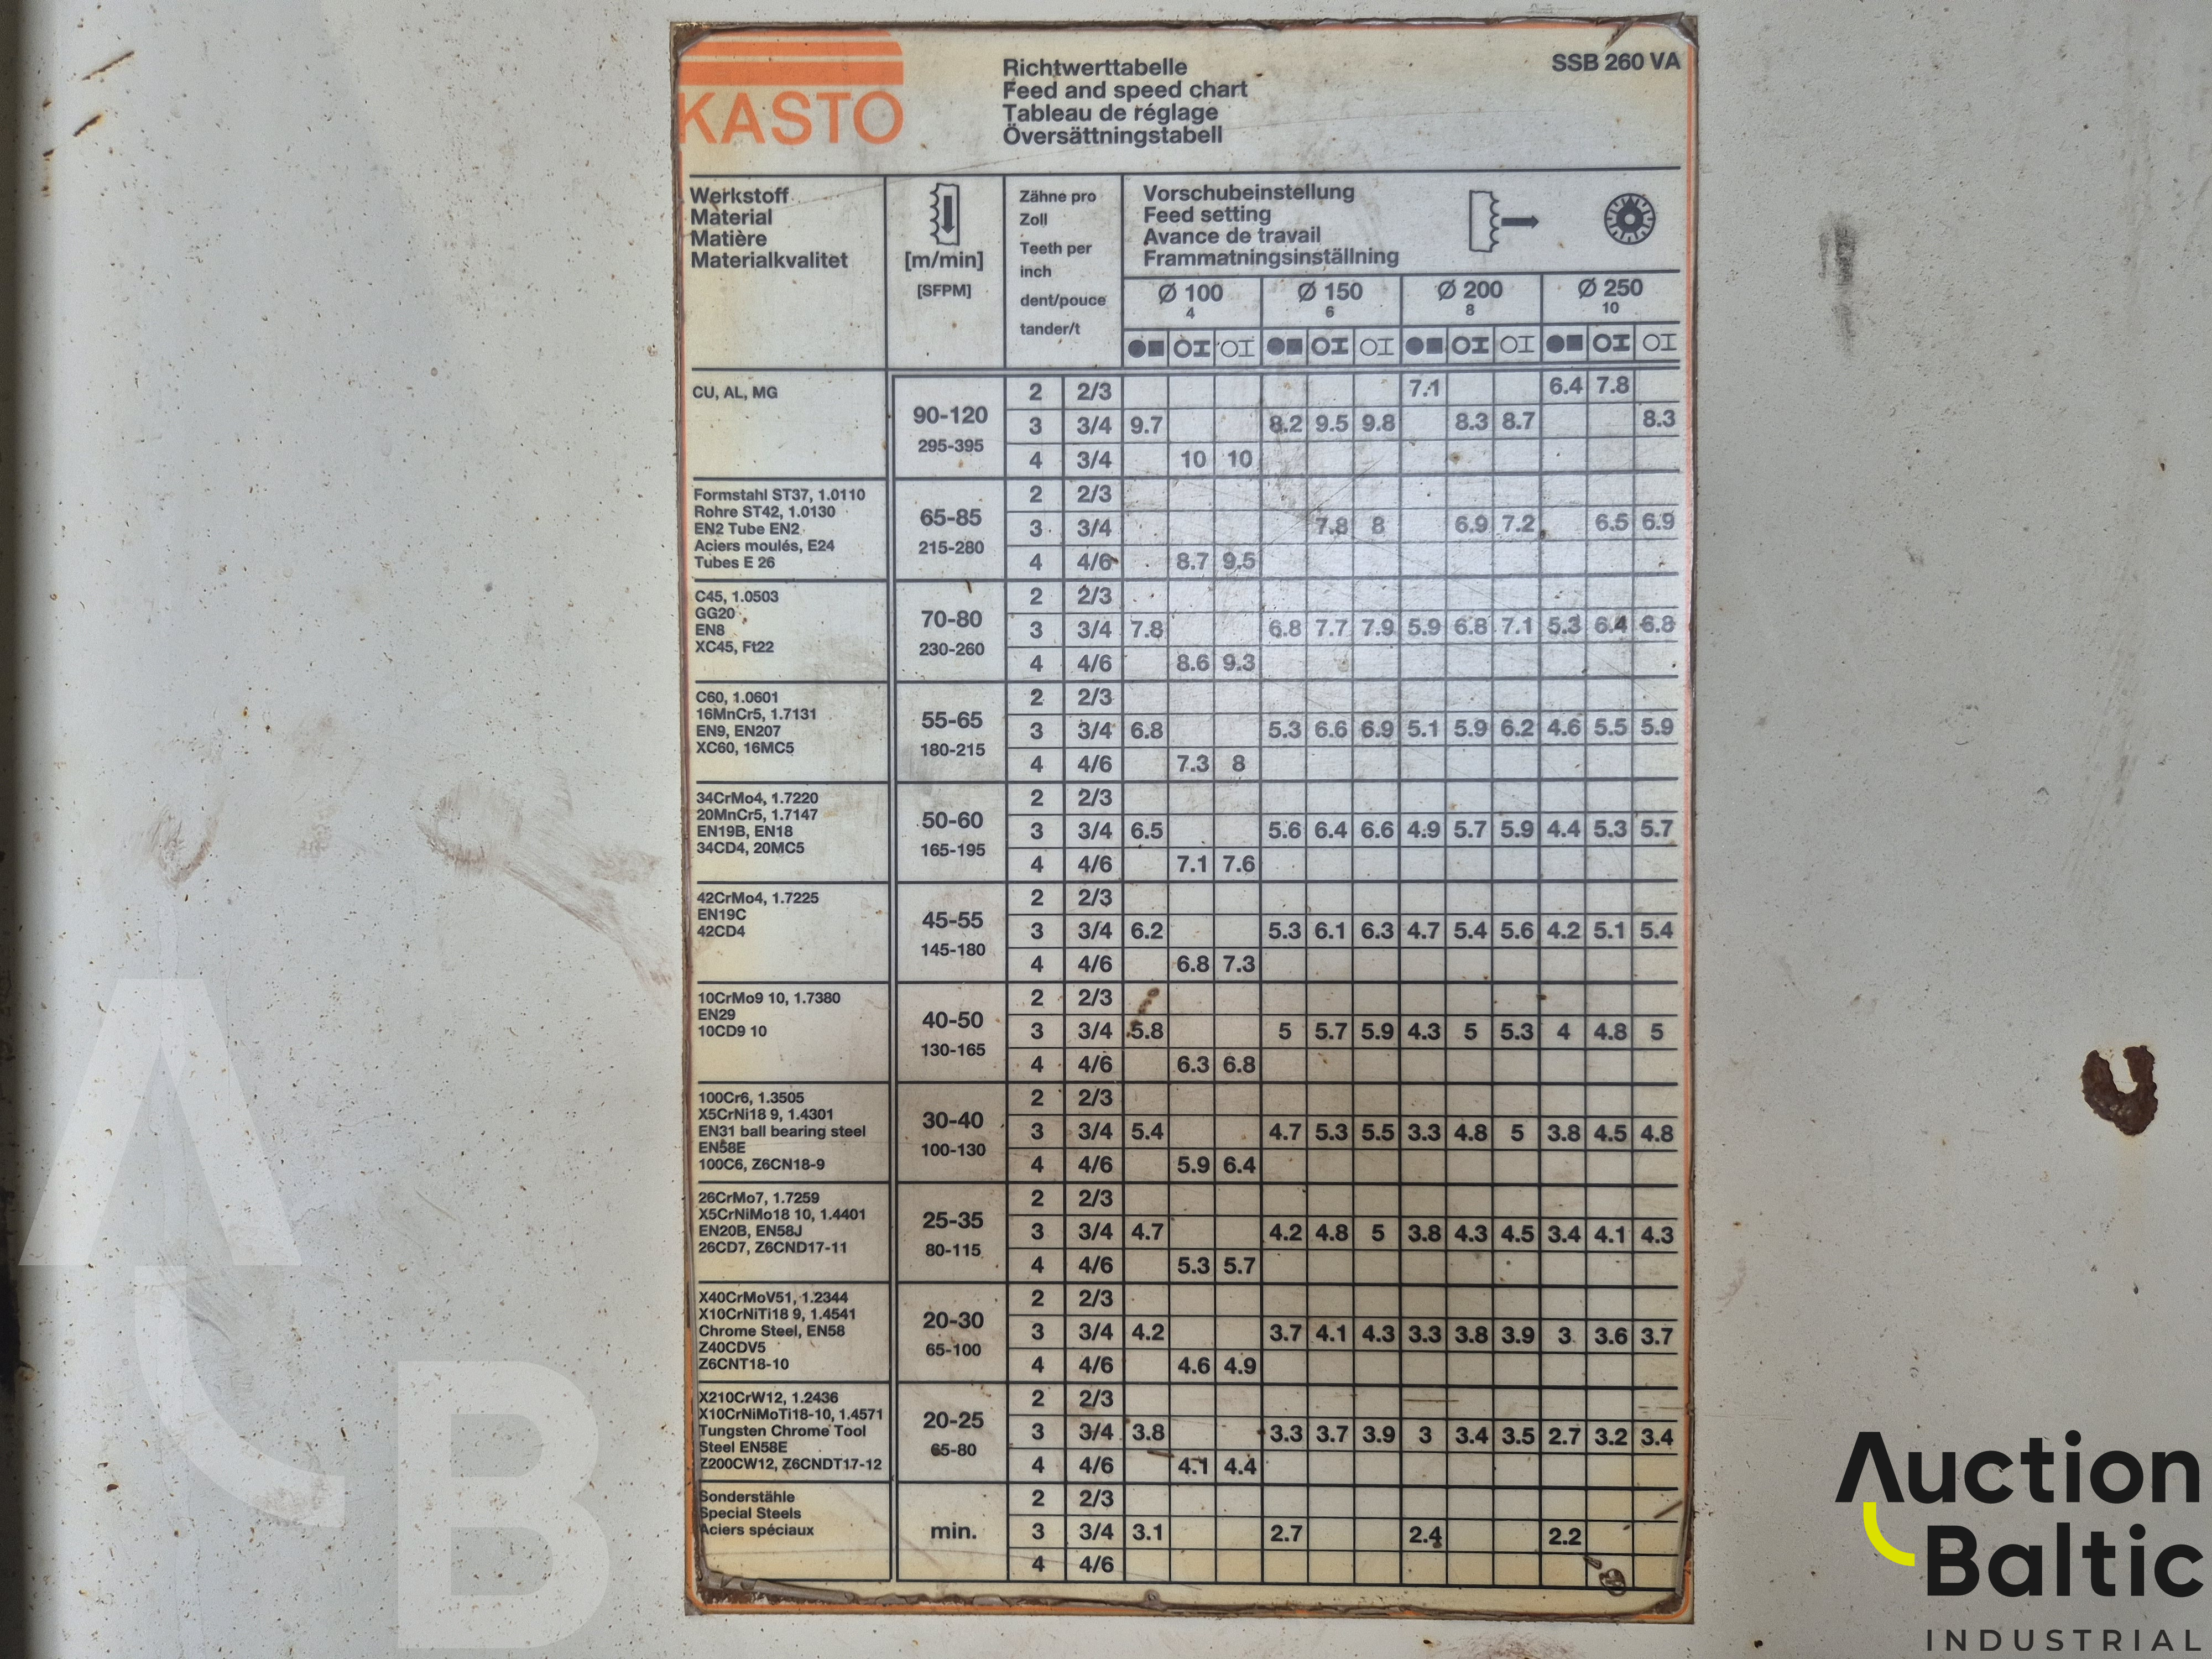 KASTO
Richtwerttabelle
Feed and speed chart
Tableau de réglage
Översättningstabell
SSB 260 VA
Werkstoff
Material
Matière
Materialkvalitet
[m/min]
[SFPM]
Zähne pro
Zoll
Teeth per
inch
dent/pouce
tander/t
Vorschubeinstellung
Feed setting
Avance de travail
Frammatningsinställning
Ø 100 Ø 150 Ø 200 Ø 250
4 6 8 10
CU, AL, MG
90-120
295-395
2 2/3 7.1 6.4 7.8
3 3/4 9.7 8.2 9.5 9.8 8.3 8.7 8.3
4 3/4 10 10
Formstahl ST37, 1.0110
Rohre ST42, 1.0130
EN2 Tube EN2
Aciers moulés, E24
Tubes E 26
65-85
215-280
2 2/3
3 3/4 7.8 8 6.9 7.2 6.5 6.9
4 4/6 8.7 9.5
C45, 1.0503
GG20
EN8
XC45, Ft22
70-80
230-260
2 2/3
3 3/4 7.8 6.8 7.7 7.9 5.9 6.8 7.1 5.3 6.4 6.8
4 4/6 8.6 9.3
C60, 1.0601
16MnCr5, 1.7131
EN9, EN207
XC60, 16MC5
55-65
180-215
2 2/3
3 3/4 6.8 5.3 6.6 6.9 5.1 5.9 6.2 4.6 5.5 5.9
4 4/6 7.3 8
34CrMo4, 1.7220
20MnCr5, 1.7147
EN19B, EN18
34CD4, 20MC5
50-60
165-195
2 2/3
3 3/4 6.5 5.6 6.4 6.6 4.9 5.7 5.9 4.4 5.3 5.7
4 4/6 7.1 7.6
42CrMo4, 1.7225
EN19C
42CD4
45-55
145-180
2 2/3
3 3/4 6.2 5.3 6.1 6.3 4.7 5.4 5.6 4.2 5.1 5.4
4 4/6 6.8 7.3
10CrMo9 10, 1.7380
EN29
10CD9 10
40-50
130-165
2 2/3
3 3/4 5.8 5 5.7 5.9 4.3 5 5.3 4 4.8 5
4 4/6 6.3 6.8
100Cr6, 1.3505
X5CrNi18 9, 1.4301
EN31 ball bearing steel
EN58E
100C6, Z6CN18-9
30-40
100-130
2 2/3
3 3/4 5.4 4.7 5.3 5.5 3.3 4.8 5 3.8 4.5 4.8
4 4/6 5.9 6.4
26CrMo7, 1.7259
X5CrNiMo18 10, 1.4401
EN20B, EN58J
26CD7, Z6CND17-11
25-35
80-115
2 2/3
3 3/4 4.7 4.2 4.8 5 3.8 4.3 4.5 3.4 4.1 4.3
4 4/6 5.3 5.7
X40CrMoV51, 1.2344
X10CrNiTi18 9, 1.4541
Chrome Steel, EN58
Z40CDV5
Z6CNT18-10
20-30
65-100
2 2/3
3 3/4 4.2 3.7 4.1 4.3 3.3 3.8 3.9 3 3.6 3.7
4 4/6 4.6 4.9
X210CrW12, 1.2436
X10CrNiMoTi18-10, 1.4571
Tungsten Chrome Tool
Steel EN58E
Z200CW12, Z6CNDT17-12
20-25
65-80
2 2/3
3 3/4 3.8 3.3 3.7 3.9 3 3.4 3.5 2.7 3.2 3.4
4 4/6 4.1 4.4
Sonderstähle
Special Steels
Aciers spéciaux
min.
2 2/3
3 3/4 3.1 2.7 2.4 2.2
4 4/6
AB
Auction
Baltic
INDUSTRIAL